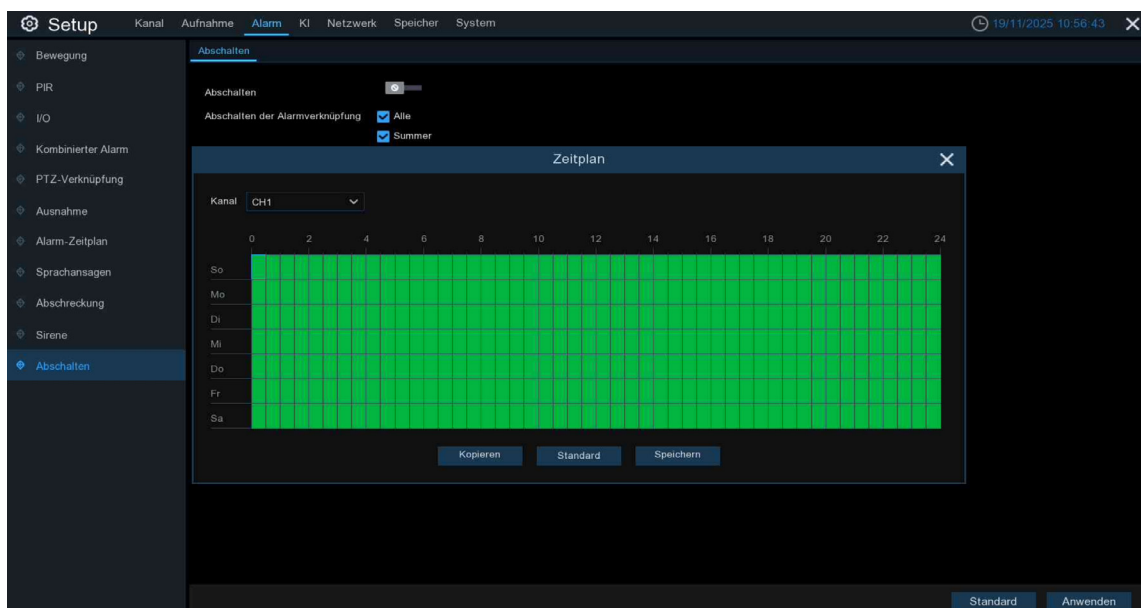 Setup Kanal Aufnahme Alarm KI Netzwerk Speicher System 19/11/2025 10:56:43
Bewegung
PIR
I/O
Kombinierter Alarm
PTZ-Verknüpfung
Ausnahme
Alarm-Zeitplan
Sprachansagen
Abschreckung
Sirene
Abschalten
Abschalten
Abschalten
Abschalten der Alarmverknüpfung Alle
Summer
Zeitplan
Kanal CH1
0 2 4 6 8 10 12 14 16 18 20 22 24
So
Mo
Di
Mi
Do
Fr
Sa
Kopieren Standard Speichern
Standard Anwenden